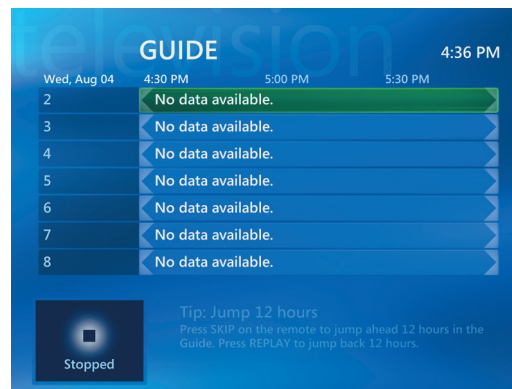 television
GUIDE 4:36 PM
Wed, Aug 04 4:30 PM 5:00 PM 5:30 PM
2 No data available.
3 No data available.
4 No data available.
5 No data available.
6 No data available.
7 No data available.
8 No data available.
Tip: Jump 12 hours
Press SKIP on the remote to jump ahead 12 hours in the
Guide. Press REPLAY to jump back 12 hours.
Stopped